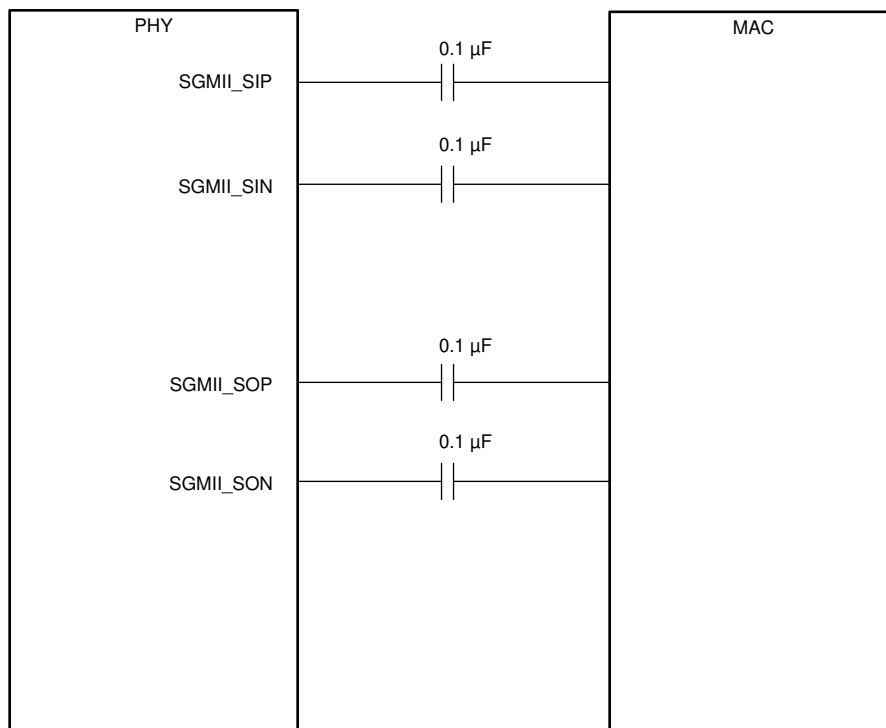 PHY
MAC
0.1 µF
SGMII_SIP
0.1 µF
SGMII_SIN
0.1 µF
SGMII_SOP
0.1 µF
SGMII_SON